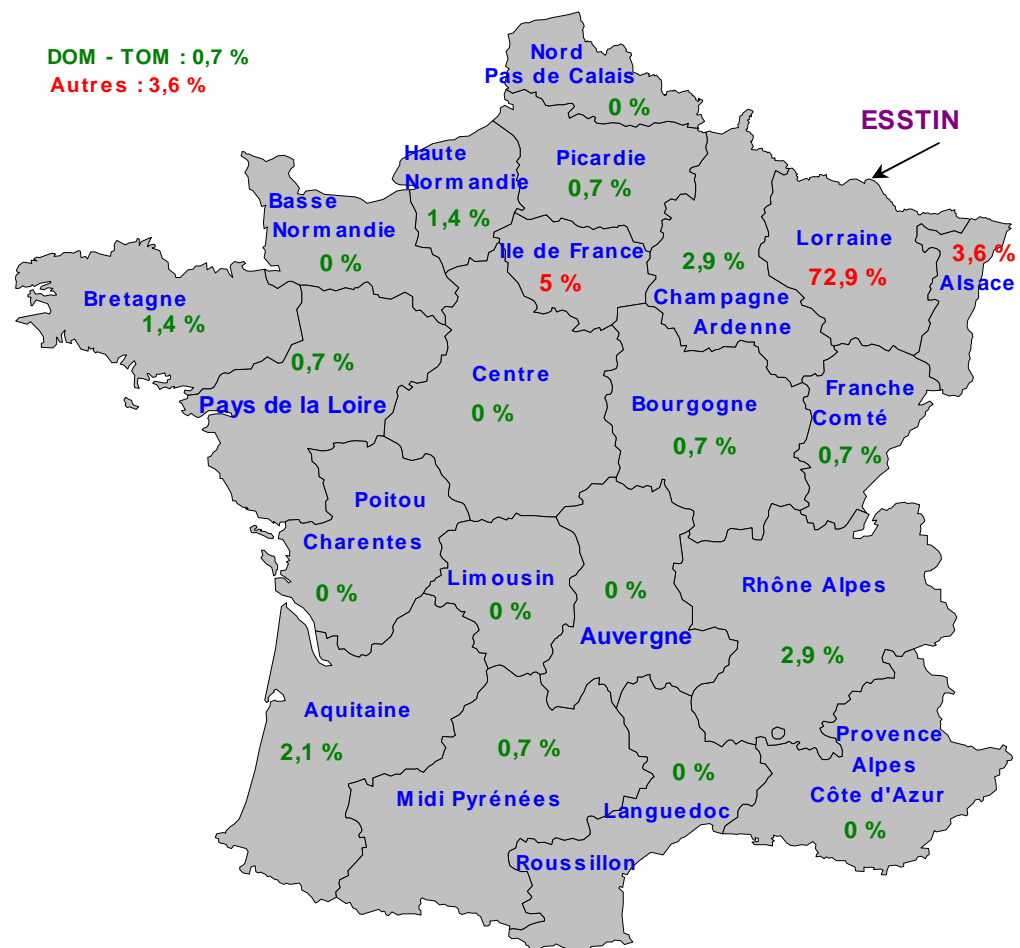 DOM - TOM : 0,7 %
Autres : 3,6 %
Nord
Pas de Calais
0 %
ESSTIN
Haute
Normandie
1,4 %
Picardie
0,7 %
Basse
Normandie
0 %
Ile de France
5 %
2,9 %
Champagne
Ardenne
Lorraine
72,9 %
3,6 %
Alsace
Bretagne
1,4 %
0,7 %
Pays de la Loire
Centre
0 %
Bourgogne
0,7 %
Franche
Comté
0,7 %
Poitou
Charentes
0 %
Limousin
0 %
0 %
Auvergne
Rhône Alpes
2,9 %
Aquitaine
2,1 %
0,7 %
Midi Pyrénées
0 %
Languedoc
Roussillon
Provence
Alpes
Côte d'Azur
0 %